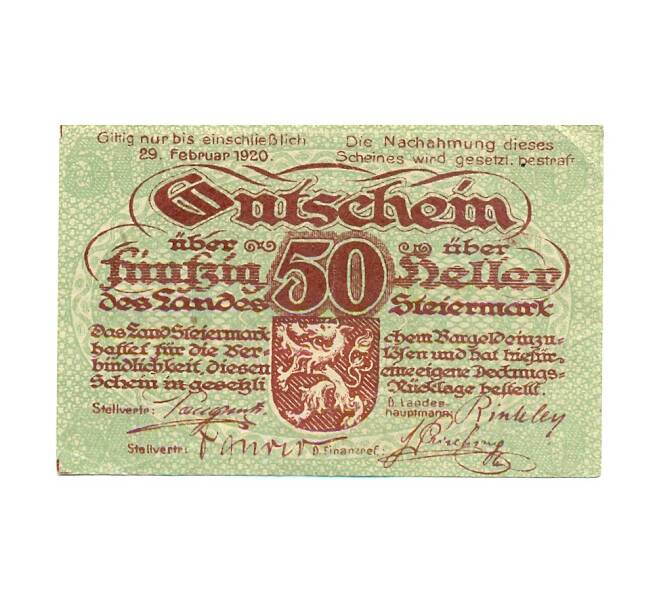 Giltig nur bis einschließlich
29. Februar 1920.
Die Nachahmung dieses
Scheines wird gesetzl. bestraft
Gutschein
über 50 über
fünfzig Heller
des Landes Steiermark
Das Land Steiermark
haftet für die Ver-
bindlichkeit, diesen
Schein in gesetzli
chem Bargeld einzu-
lösen und hat hiefür
eine eigene Deckungs-
Rücklage bestellt.
Stellvertr:
D. Landes-
hauptmann:
Rintelen
Stellvertr:
D. Finanzref: